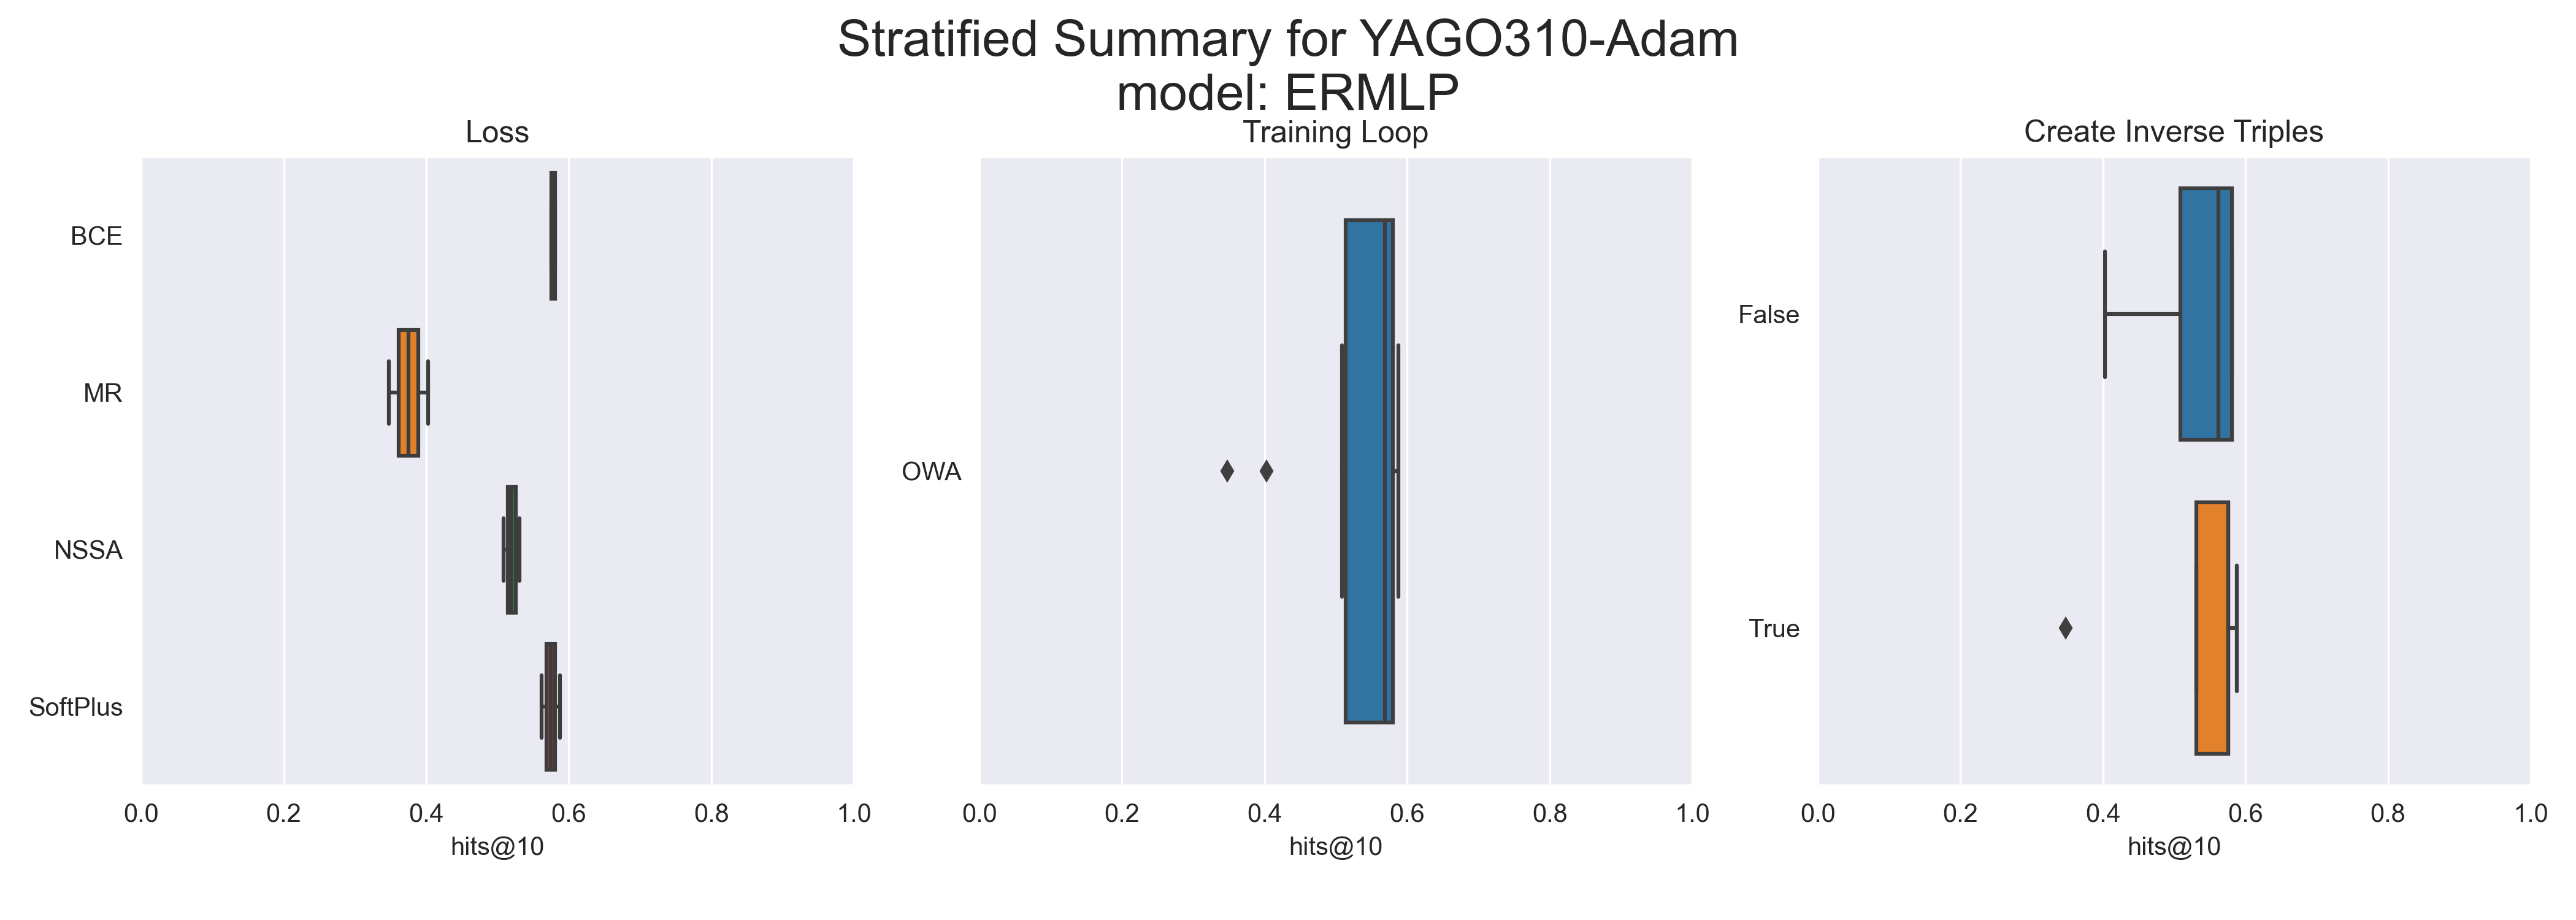 Stratified Summary for YAGO310-Adam
model: ERMLP
Loss
BCE
MR
NSSA
SoftPlus
0.0 0.2 0.4 0.6 0.8 1.0
hits@10
Training Loop
OWA
0.0 0.2 0.4 0.6 0.8 1.0
hits@10
Create Inverse Triples
False
True
0.0 0.2 0.4 0.6 0.8 1.0
hits@10